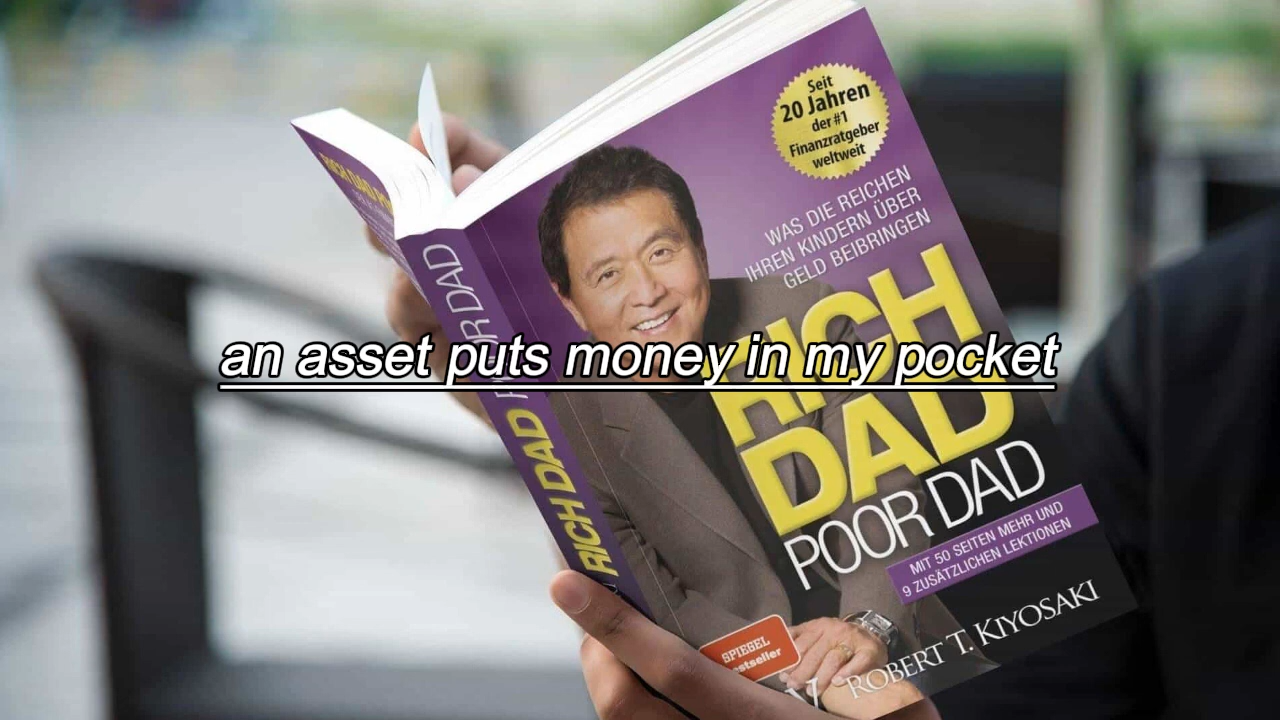 Seit
20 Jahren
der #1
Finanzratgeber
weltweit
WAS DIE REICHEN
IHREN KINDERN ÜBER
GELD BEIBRINGEN
RICH
DAD
POOR DAD
MIT 50 SEITEN MEHR UND
9 ZUSÄTZLICHEN LEKTIONEN
ROBERT T. KIYOSAKI
SPIEGEL
RICH DAD
an asset puts money in my pocket